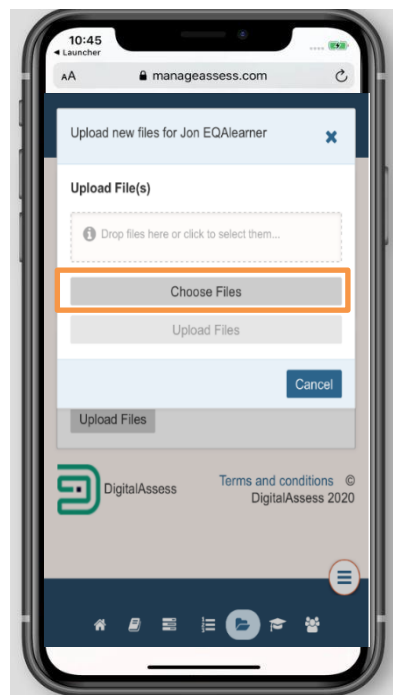 10:45
Launcher
AA manageassess.com
Upload new files for Jon EQAlearner
Upload File(s)
Drop files here or click to select them...
Choose Files
Upload Files
Cancel
Upload Files
DigitalAssess
Terms and conditions ©
DigitalAssess 2020